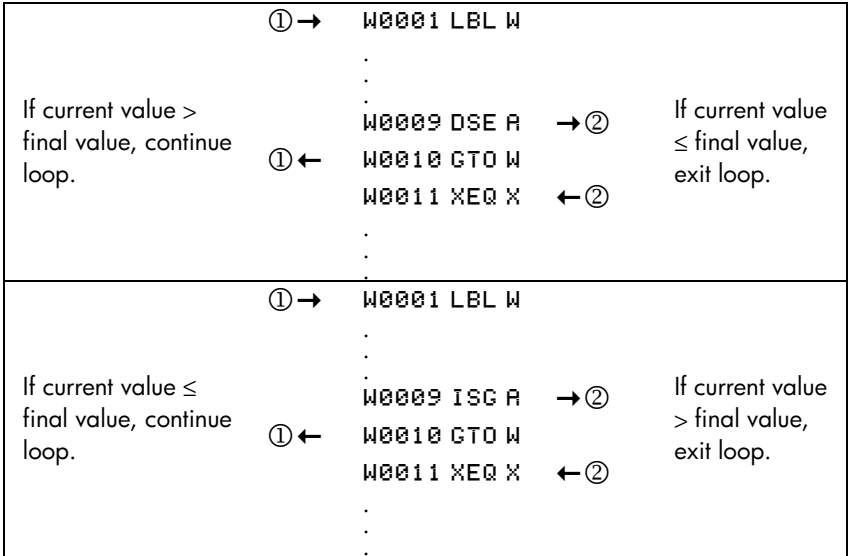 ①→ W0001 LBL W
.
.
.
If current value >
final value, continue
loop.
W0009 DSE A →②
①← W0010 GTO W
W0011 XEQ X ←②
If current value
≤ final value,
exit loop.
.
.
.
①→ W0001 LBL W
.
.
.
If current value ≤
final value, continue
loop.
W0009 ISG A →②
①← W0010 GTO W
W0011 XEQ X ←②
If current value
> final value,
exit loop.
.
.
.